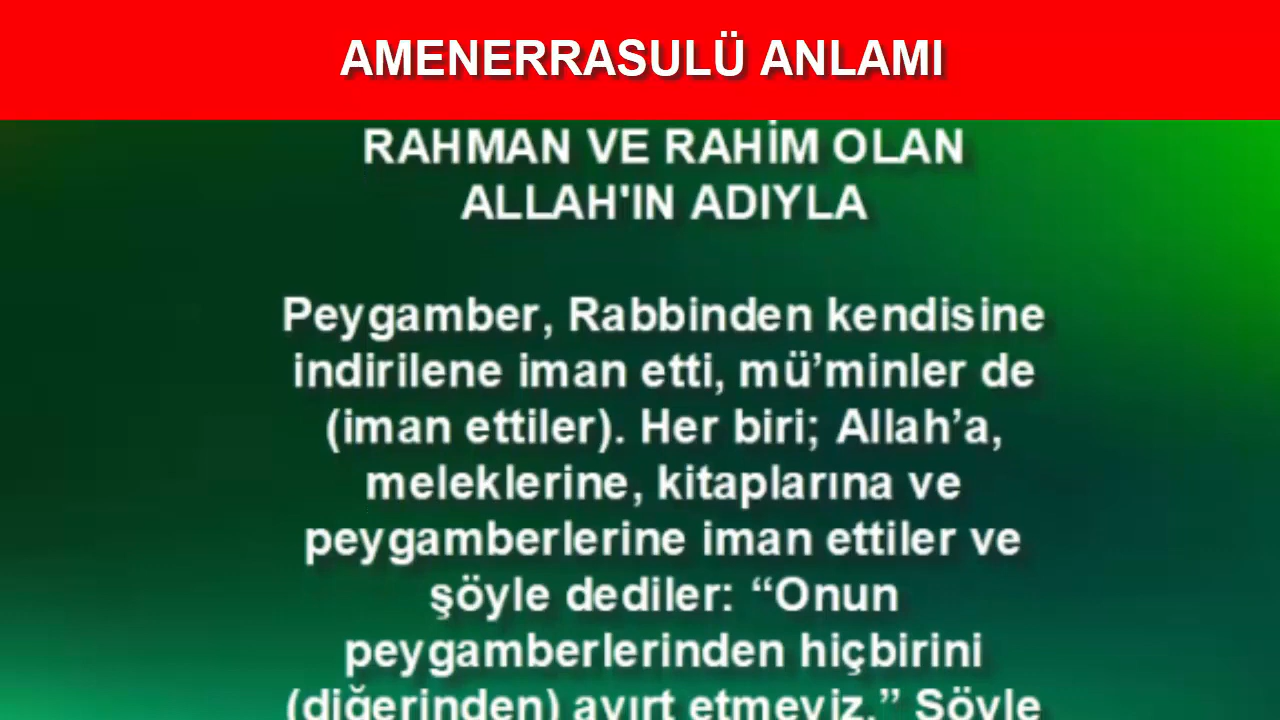 AMENERRASULÜ ANLAMI
RAHMAN VE RAHİM OLAN
ALLAH'IN ADIYLA
Peygamber, Rabbinden kendisine
indirilene iman etti, mü’minler de
(iman ettiler). Her biri; Allah’a,
meleklerine, kitaplarına ve
peygamberlerine iman ettiler ve
şöyle dediler: “Onun
peygamberlerinden hiçbirini
(diğerinden) ayırt etmeyiz.” Şöyle